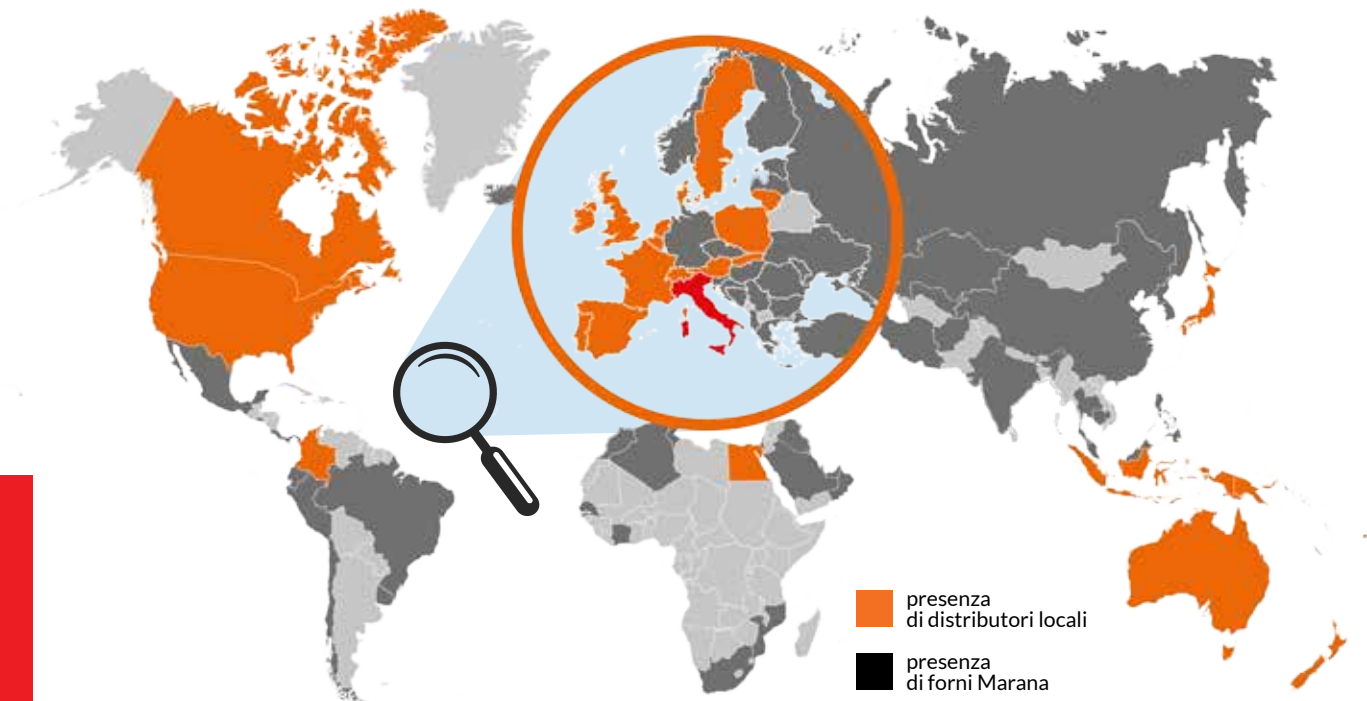 presenza
di distributori locali
presenza
di forni Marana